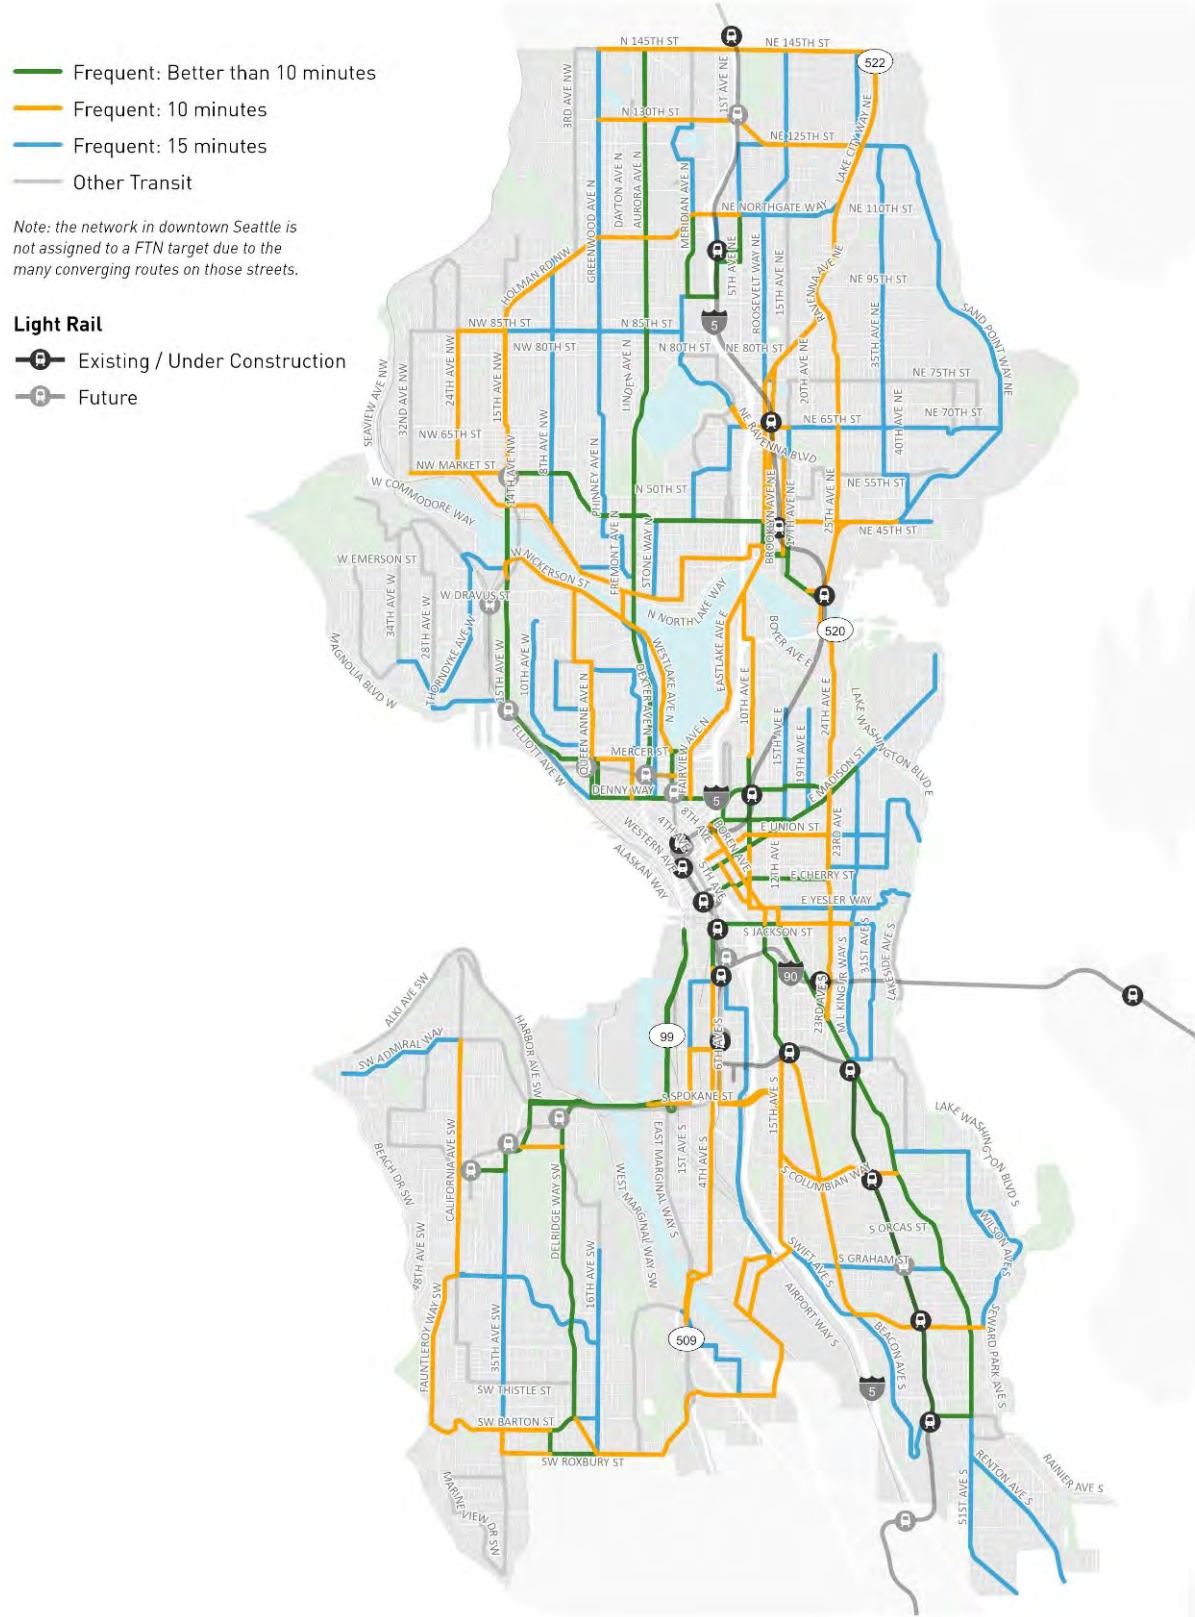 Frequent: Better than 10 minutes
Frequent: 10 minutes
Frequent: 15 minutes
Other Transit
Note: the network in downtown Seattle is
not assigned to a FTN target due to the
many converging routes on those streets.
Light Rail
Existing / Under Construction
Future
N 145TH ST
NE 145TH ST
522
3RD AVE NW
1ST AVE NE
N 130TH ST
NE 125TH ST
LAKE CITY WAY NE
GREENWOOD AVE N
DAYTON AVE N
AURORA AVE N
MERIDIAN AVE N
NE NORTHGATE WAY
NE 110TH ST
5TH AVE NE
ROOSEVELT WAY NE
15TH AVE NE
RAVENNA AVE NE
NE 95TH ST
HOLMAN RD NW
35TH AVE NE
SAND POINT WAY NE
5
NW 85TH ST
N 85TH ST
NW 80TH ST
N 80TH ST
NE 80TH ST
24TH AVE NW
15TH AVE NW
32ND AVE NW
SEAVIEW AVE NW
LINDEN AVE N
20TH AVE NE
NE 75TH ST
NE 70TH ST
40TH AVE NE
NE 65TH ST
NW 65TH ST
8TH AVE NW
PHINNEY AVE N
NE RAVENNA BLVD
NW MARKET ST
14TH AVE NW
W COMMODORE WAY
N 50TH ST
NE 55TH ST
BROOKLYN AVE NE
17TH AVE NE
25TH AVE NE
NE 45TH ST
W EMERSON ST
W NICKERSON ST
FREMONT AVE N
STONE WAY N
W DRAVUS ST
34TH AVE W
28TH AVE W
THORNDYKE AVE W
MAGNOLIA BLVD W
15TH AVE W
10TH AVE W
N NORTHLAKE WAY
BOYER AVE E
520
EASTLAKE AVE E
WESTLAKE AVE N
DEXTER AVE N
QUEEN ANNE AVE N
10TH AVE E
24TH AVE E
LAKE WASHINGTON BLVD E
15TH AVE E
19TH AVE E
ELLIOTT AVE W
MERCER ST
FAIRVIEW AVE N
DENNY WAY
5
E MADISON ST
8TH AVE
BOREN AVE
4TH AVE
WESTERN AVE
ALASKAN WAY
5TH AVE
E UNION ST
23RD AVE
12TH AVE
E CHERRY ST
E YESLER WAY
S JACKSON ST
31ST AVE S
LAKESIDE AVE S
M L KING JR WAY S
90
23RD AVE S
ALKI AVE SW
HARBOR AVE SW
SW ADMIRAL WAY
99
6TH AVE S
S SPOKANE ST
15TH AVE S
BEACH DR SW
CALIFORNIA AVE SW
EAST MARGINAL WAY S
1ST AVE S
4TH AVE S
LAKE WASHINGTON BLVD S
S COLUMBIAN WAY
DELRIDGE WAY SW
WEST MARGINAL WAY SW
48TH AVE SW
16TH AVE SW
S ORCAS ST
WILSON AVE S
S GRAHAM ST
SWIFT AVE S
AIRPORT WAY S
FAUNTLEROY WAY SW
35TH AVE SW
509
BEACON AVE S
SEWARD PARK AVE S
5
SW THISTLE ST
SW BARTON ST
SW ROXBURY ST
MARINE VIEW DR SW
RENTON AVE S
RAINIER AVE S
51ST AVE S